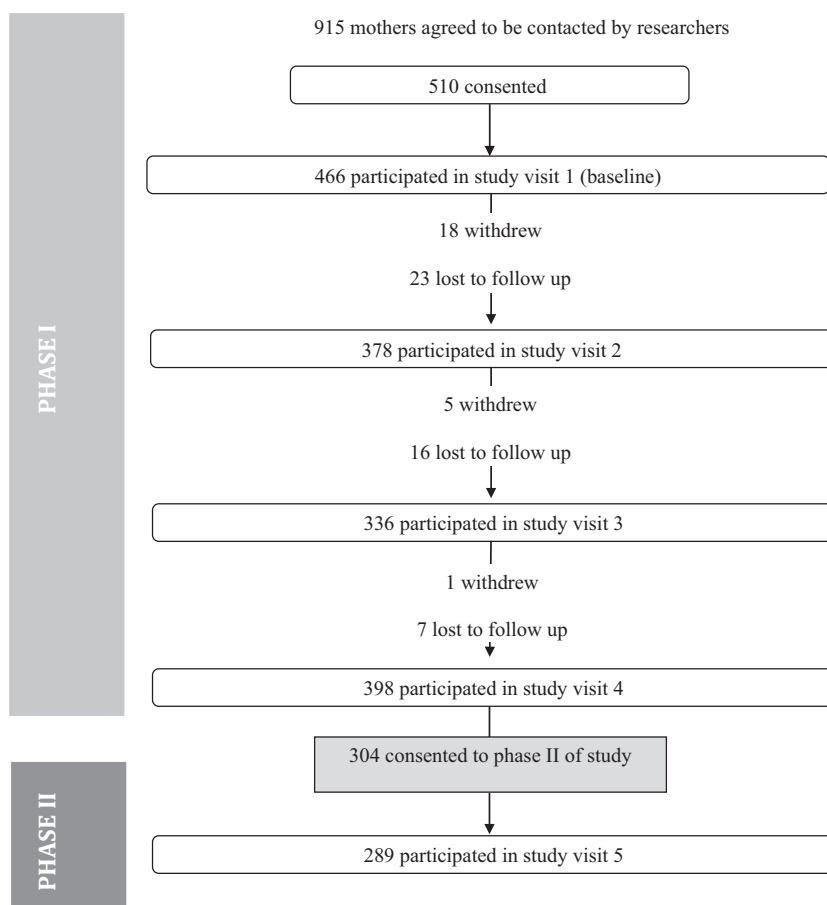 915 mothers agreed to be contacted by researchers
510 consented
466 participated in study visit 1 (baseline)
18 withdrew
23 lost to follow up
378 participated in study visit 2
5 withdrew
16 lost to follow up
336 participated in study visit 3
1 withdrew
7 lost to follow up
398 participated in study visit 4
304 consented to phase II of study
289 participated in study visit 5
PHASE I
PHASE II